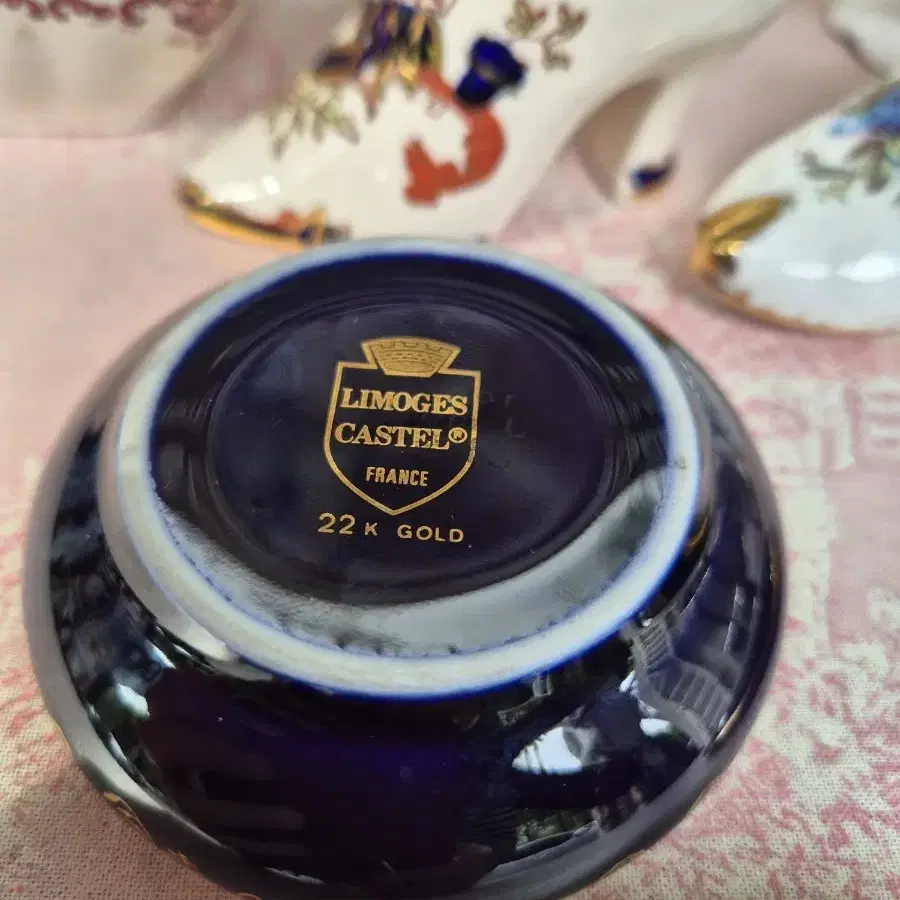 LIMOGES
CASTEL®
FRANCE
22 K GOLD